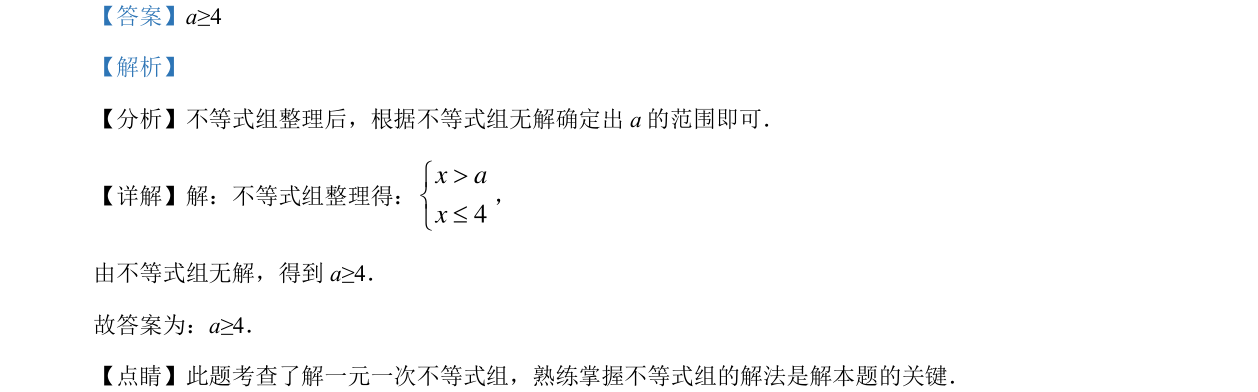 【答案】a≥4
【解析】
【分析】不等式组整理后，根据不等式组无解确定出 a 的范围即可．
【详解】解：不等式组整理得：{x > a
x ≤ 4 ，
由不等式组无解，得到 a≥4．
故答案为：a≥4．
【点睛】此题考查了解一元一次不等式组，熟练掌握不等式组的解法是解本题的关键．